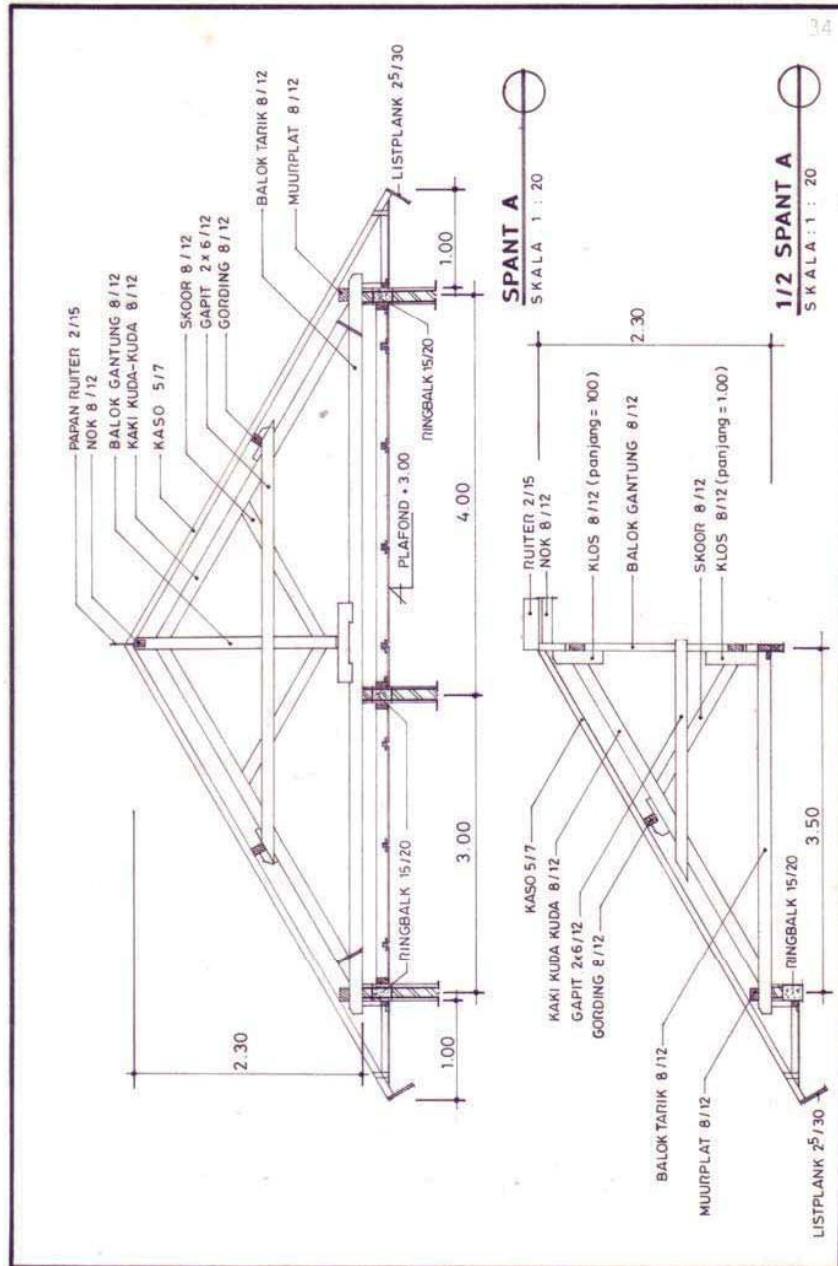 34
PAPAN RUITER 2/15
NOK 8/12
BALOK GANTUNG 8/12
KAKI KUDA-KUDA 8/12
KASO 5/7
SKOOR 8/12
GAPIT 2x6/12
GORDING 8/12
BALOK TARIK 8/12
MUURPLAT 8/12
LISTPLANK 2⁵/30
2.30
RINGBALK 15/20
PLAFOND + 3.00
RINGBALK 15/20
1.00
3.00
4.00
1.00
SPANT A
SKALA 1 : 20
RUITER 2/15
NOK 8/12
KLOS 8/12 (panjang = 100)
BALOK GANTUNG 8/12
SKOOR 8/12
KLOS 8/12 (panjang = 1.00)
2.30
KASO 5/7
KAKI KUDA KUDA 8/12
GAPIT 2x6/12
GORDING 8/12
BALOK TARIK 8/12
MUURPLAT 8/12
LISTPLANK 2⁵/30
RINGBALK 15/20
3.50
1/2 SPANT A
SKALA : 1 : 20